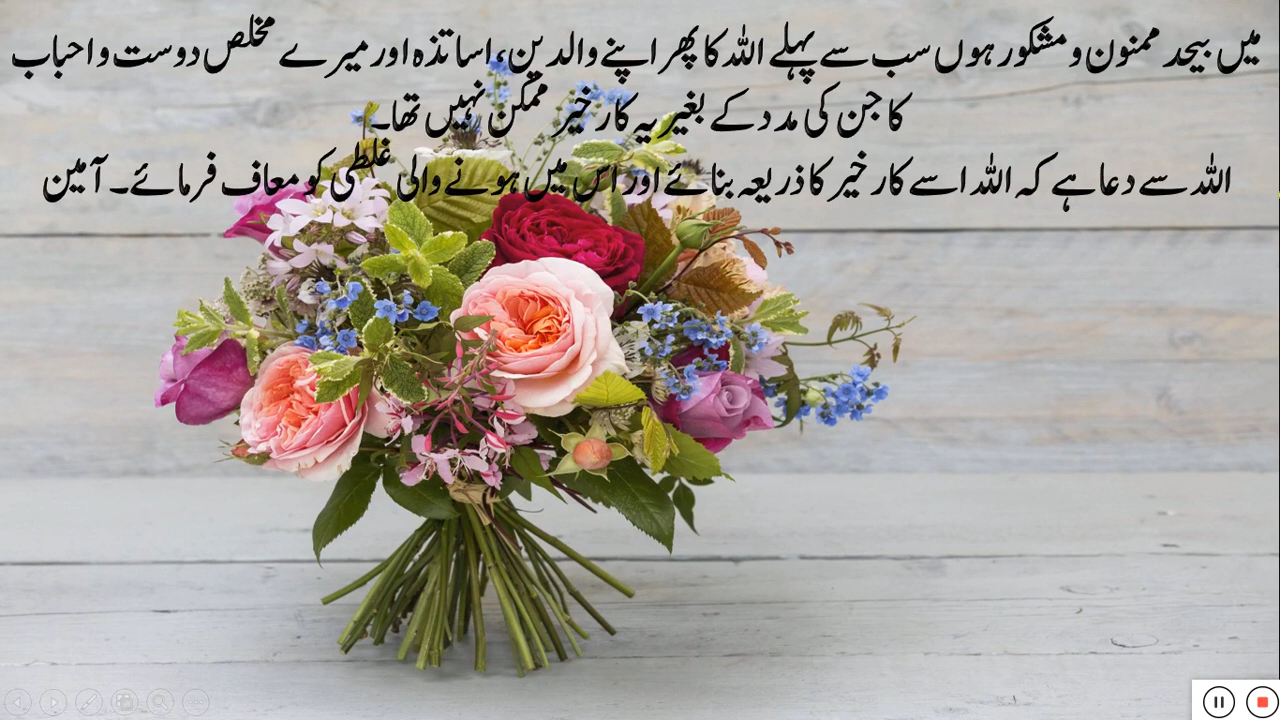 میں بیحد ممنون و مشکور ہوں سب سے پہلے اللہ کا پھر اپنے والدین،اساتذہ اور میرے مخلص دوست و احباب
کا جن کی مدد کے بغیر یہ کار خیر ممکن نہیں تھا۔
اللہ سے دعا ہے کہ اللہ اسے کار خیر کا ذریعہ بنائے اور اس میں ہونے والی غلطی کو معاف فرمائے۔ آمین